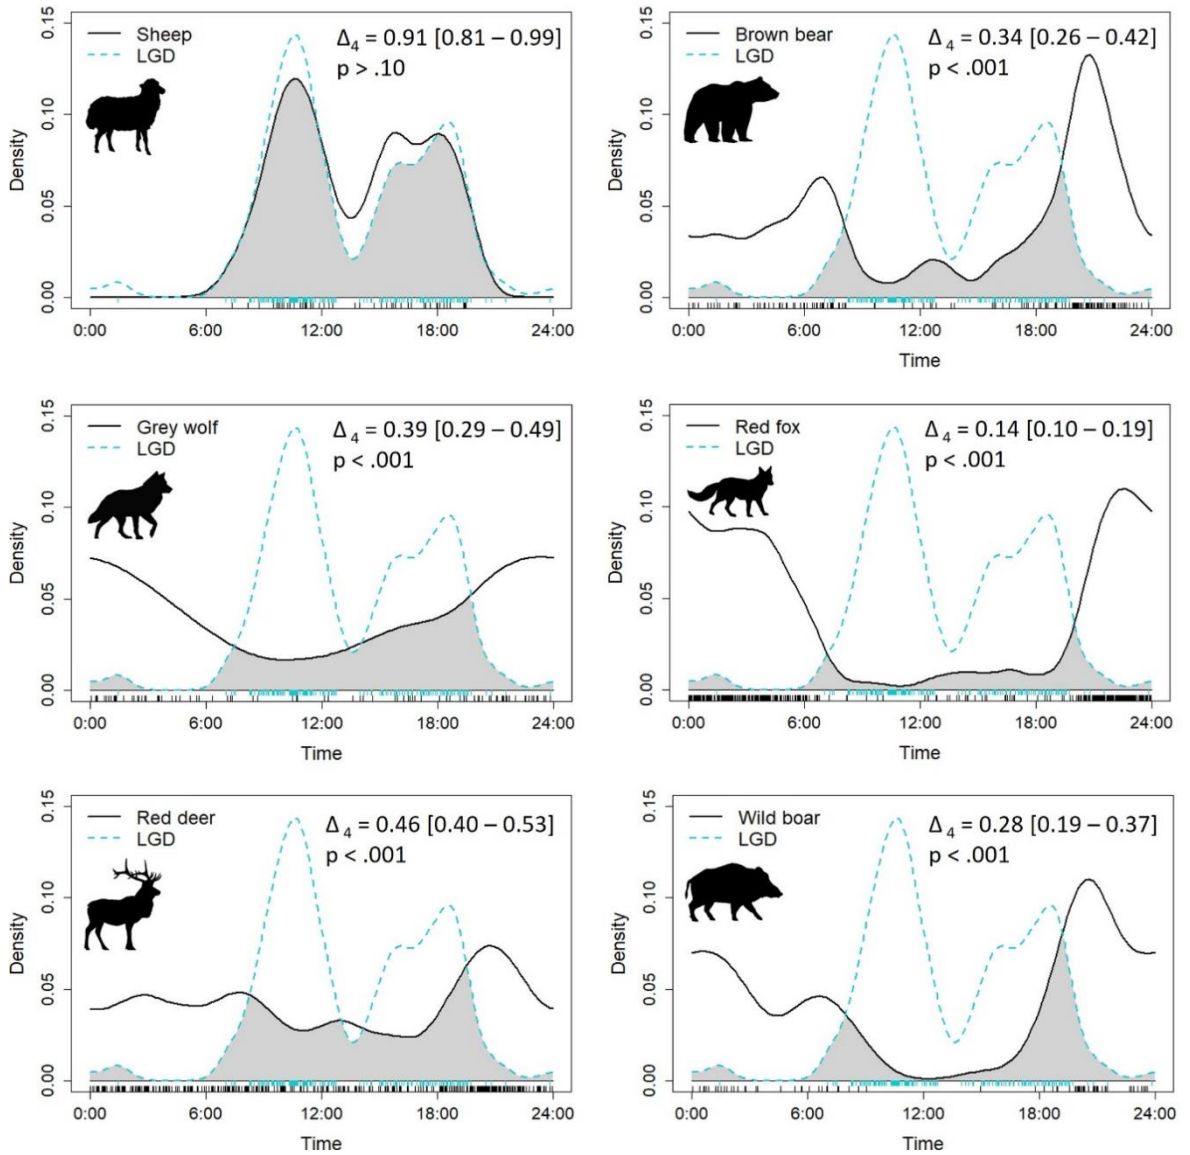 Sheep
LGD
Δ4 = 0.91 [0.81 – 0.99]
p > .10
Density
0.15
0.10
0.05
0.00
0:00 6:00 12:00 18:00 24:00
Brown bear
LGD
Δ4 = 0.34 [0.26 – 0.42]
p < .001
Density
0.15
0.10
0.05
0.00
0:00 6:00 12:00 18:00 24:00
Time
Grey wolf
LGD
Δ4 = 0.39 [0.29 – 0.49]
p < .001
Density
0.15
0.10
0.05
0.00
0:00 6:00 12:00 18:00 24:00
Time
Red fox
LGD
Δ4 = 0.14 [0.10 – 0.19]
p < .001
Density
0.15
0.10
0.05
0.00
0:00 6:00 12:00 18:00 24:00
Time
Red deer
LGD
Δ4 = 0.46 [0.40 – 0.53]
p < .001
Density
0.15
0.10
0.05
0.00
0:00 6:00 12:00 18:00 24:00
Time
Wild boar
LGD
Δ4 = 0.28 [0.19 – 0.37]
p < .001
Density
0.15
0.10
0.05
0.00
0:00 6:00 12:00 18:00 24:00
Time